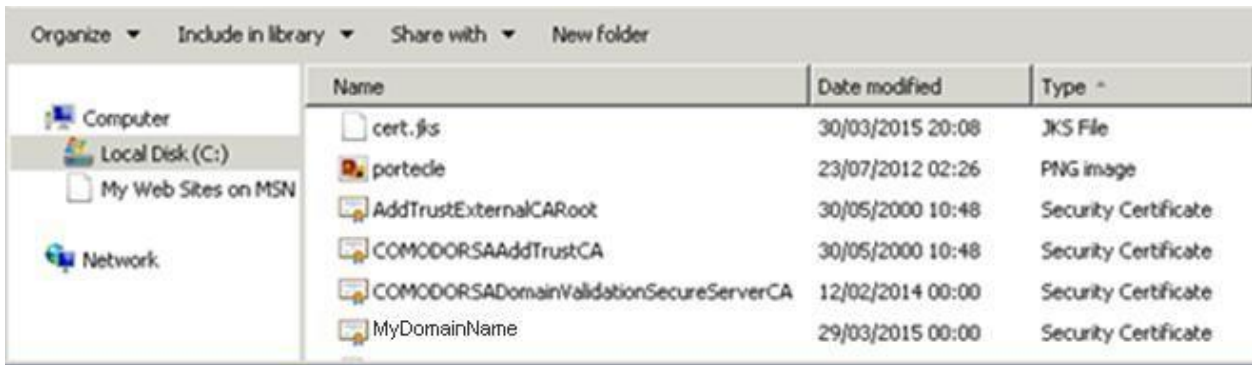 Organize Include in library Share with New folder
Name Date modified Type
Computer
Local Disk (C:)
My Web Sites on MSN
Network
cert.jks 30/03/2015 20:08 JKS File
portecle 23/07/2012 02:26 PNG image
AddTrustExternalCARoot 30/05/2000 10:48 Security Certificate
COMODORSAAddTrustCA 30/05/2000 10:48 Security Certificate
COMODORSADomainValidationSecureServerCA 12/02/2014 00:00 Security Certificate
MyDomainName 29/03/2015 00:00 Security Certificate